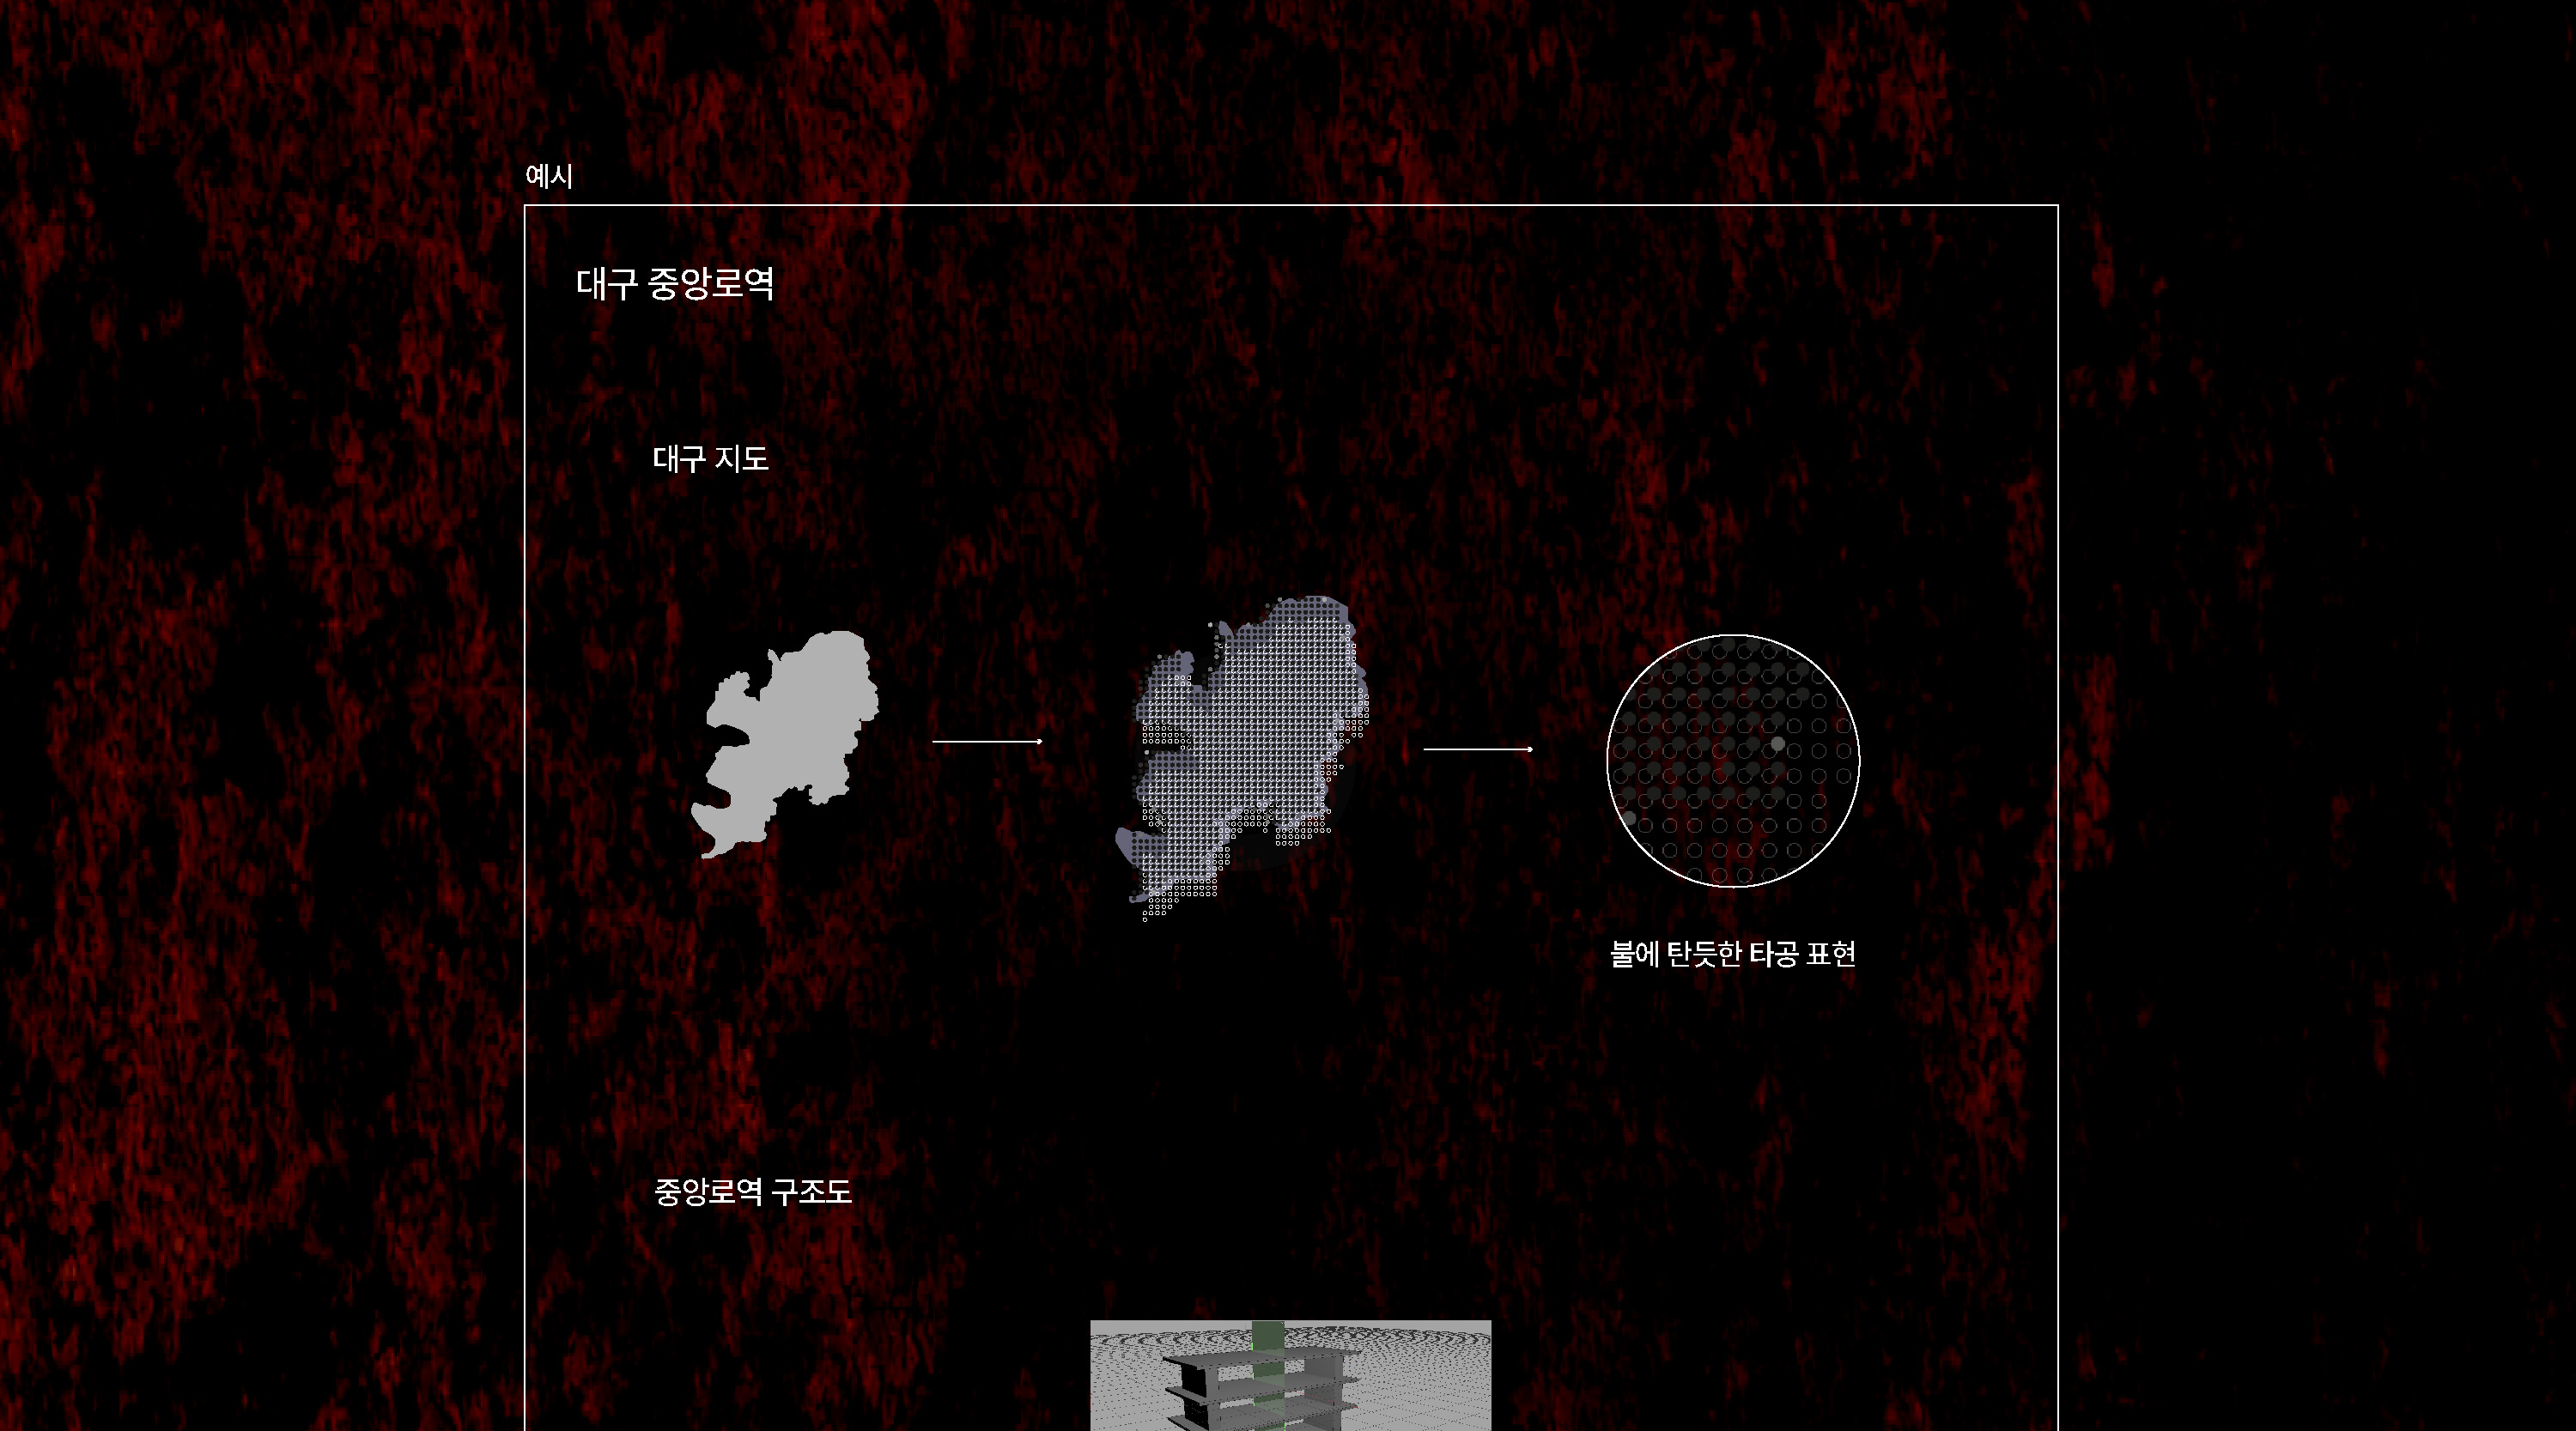 예시
대구 중앙로역
대구 지도
불에 탄듯한 타공 표현
중앙로역 구조도